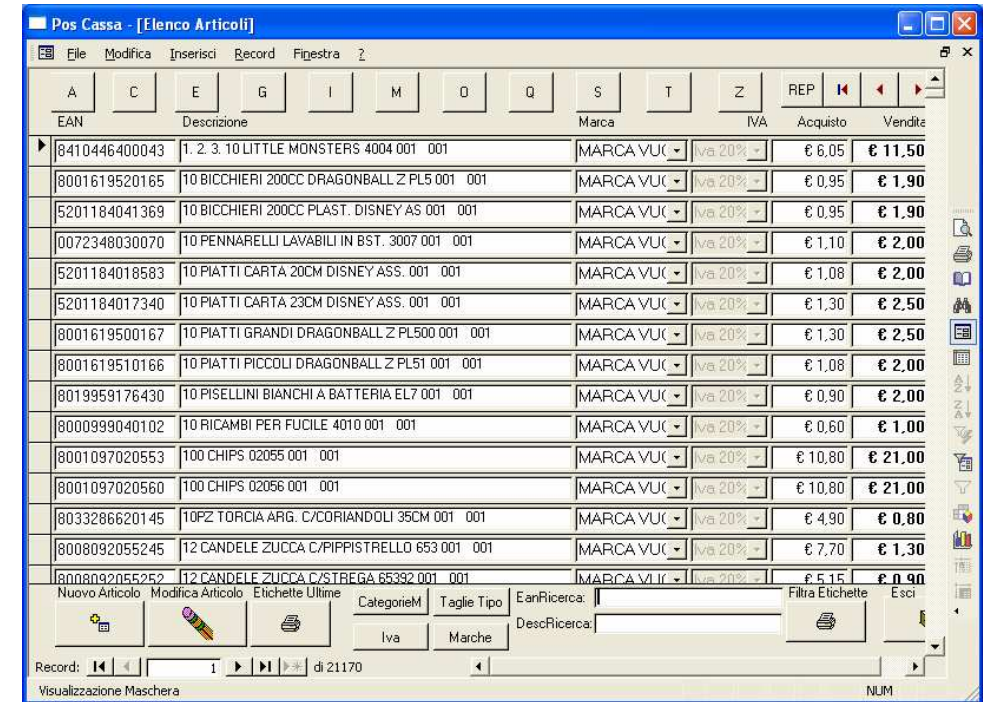 Pos Cassa - [Elenco Articoli]
File Modifica Inserisci Record Finestra ?
A C E G I M O Q S T Z REP
EAN Descrizione Marca IVA Acquisto Vendita
8410446400043 1. 2. 3. 10 LITTLE MONSTERS 4004 001 001 MARCA VU( Iva 20% € 6,05 € 11,50
8001619520165 10 BICCHIERI 200CC DRAGONBALL Z PL5 001 001 MARCA VU( Iva 20% € 0,95 € 1,90
5201184041369 10 BICCHIERI 200CC PLAST. DISNEY AS 001 001 MARCA VU( Iva 20% € 0,95 € 1,90
0072348030070 10 PENNARELLI LAVABILI IN BST. 3007 001 001 MARCA VU( Iva 20% € 1,10 € 2,00
5201184018583 10 PIATTI CARTA 20CM DISNEY ASS. 001 001 MARCA VU( Iva 20% € 1,08 € 2,00
5201184017340 10 PIATTI CARTA 23CM DISNEY ASS. 001 001 MARCA VU( Iva 20% € 1,30 € 2,50
8001619500167 10 PIATTI GRANDI DRAGONBALL Z PL500 001 001 MARCA VU( Iva 20% € 1,30 € 2,50
8001619510166 10 PIATTI PICCOLI DRAGONBALL Z PL51 001 001 MARCA VU( Iva 20% € 1,08 € 2,00
8019959176430 10 PISELLINI BIANCHI A BATTERIA EL7 001 001 MARCA VU( Iva 20% € 0,90 € 2,00
8000999040102 10 RICAMBI PER FUCILE 4010 001 001 MARCA VU( Iva 20% € 0,60 € 1,00
8001097020553 100 CHIPS 02055 001 001 MARCA VU( Iva 20% € 10,80 € 21,00
8001097020560 100 CHIPS 02056 001 001 MARCA VU( Iva 20% € 10,80 € 21,00
8033286620145 10PZ TORCIA ARG. C/CORIANDOLI 35CM 001 001 MARCA VU( Iva 20% € 4,90 € 0,80
8008092055245 12 CANDELE ZUCCA C/PIPPISTRELLO 653 001 001 MARCA VU( Iva 20% € 7,70 € 1,30
8008092055252 12 CANDELE ZUCCA C/STREGA 65392 001 001 MARCA VU( Iva 20% € 5,15 € 0,90
Nuovo Articolo Modifica Articolo Etichette Ultime CategorieM Taglie Tipo EanRicerca: Filtra Etichette Esci
Iva Marche DescRicerca:
Record: 1 di 21170
Visualizzazione Maschera NUM